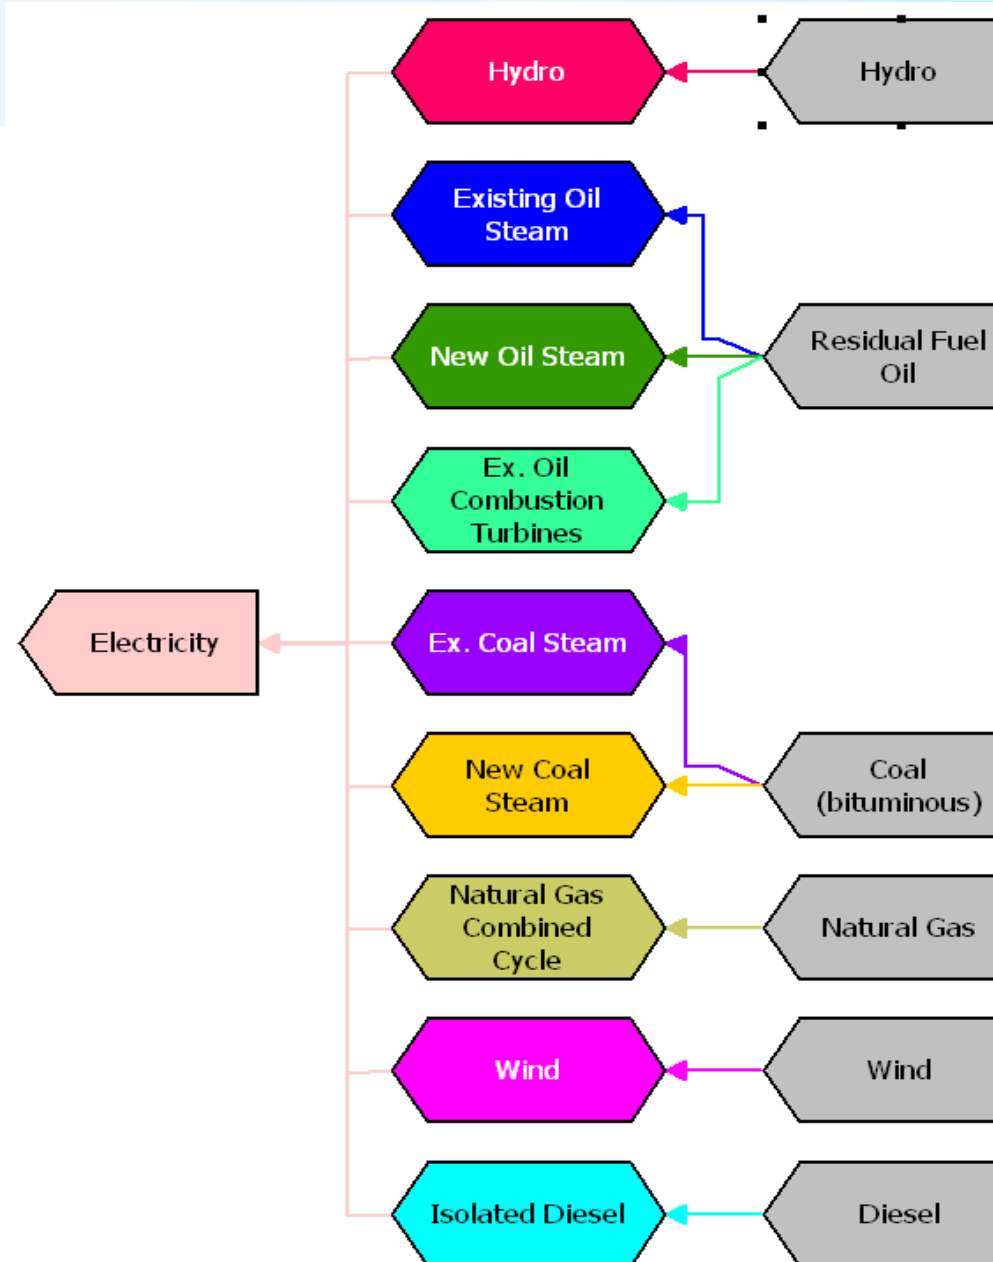 Hydro
Hydro
Existing Oil
Steam
New Oil Steam
Residual Fuel
Oil
Ex. Oil
Combustion
Turbines
Electricity
Ex. Coal Steam
New Coal
Steam
Coal
(bituminous)
Natural Gas
Combined
Cycle
Natural Gas
Wind
Wind
Isolated Diesel
Diesel